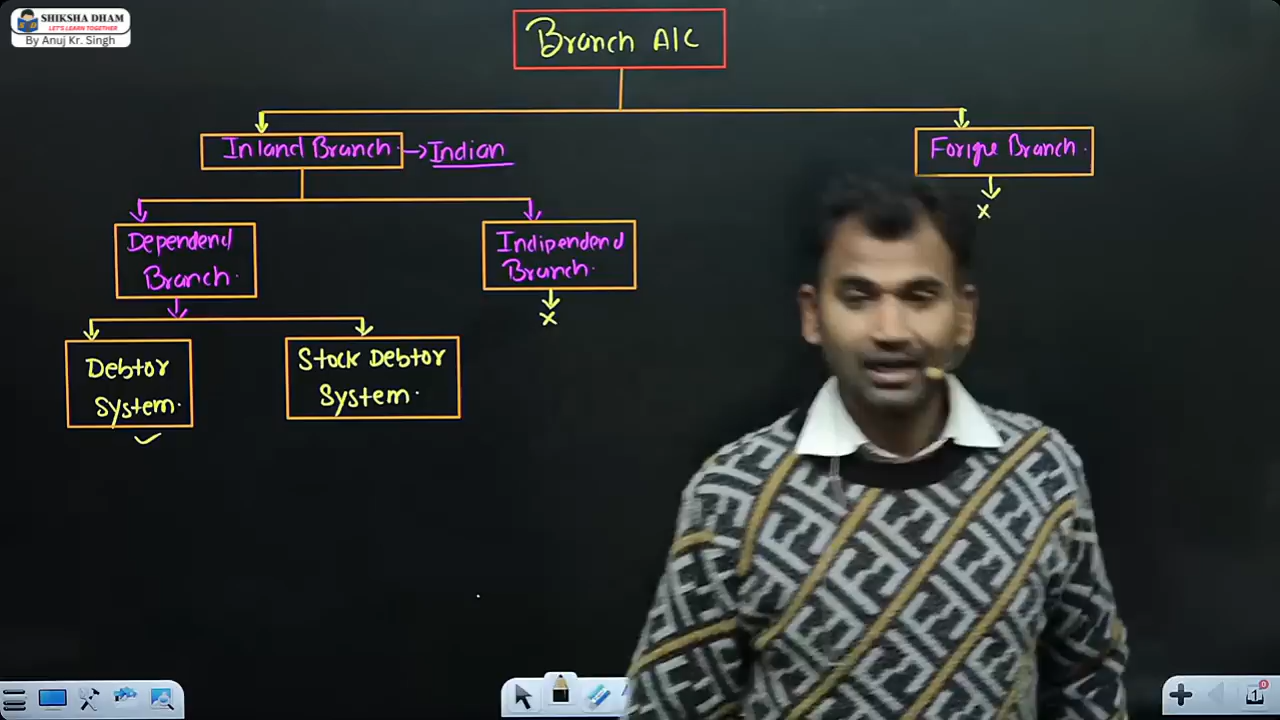 SHIKSHA DHAM
LET'S LEARN TOGETHER
By Anuj Kr. Singh
Branch A/C
Inland Branch. → Indian
Forigne Branch.
Dependend
Branch.
Indipendend
Branch.
Debtor
System.
Stock Debtor
System.